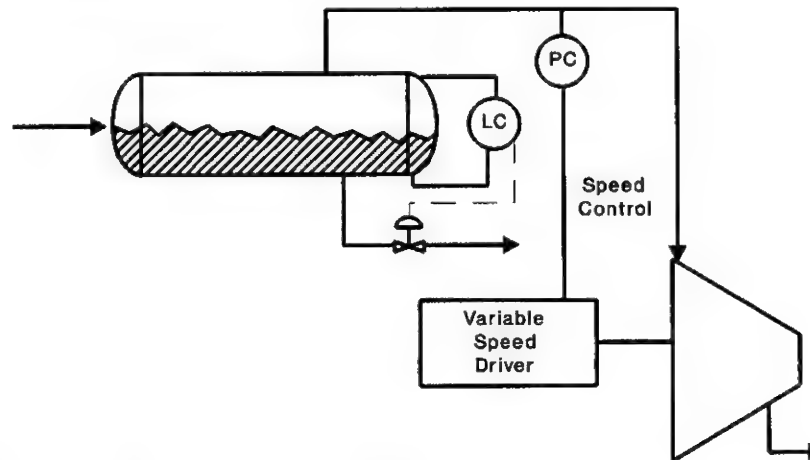 PC
LC
Speed
Control
Variable
Speed
Driver